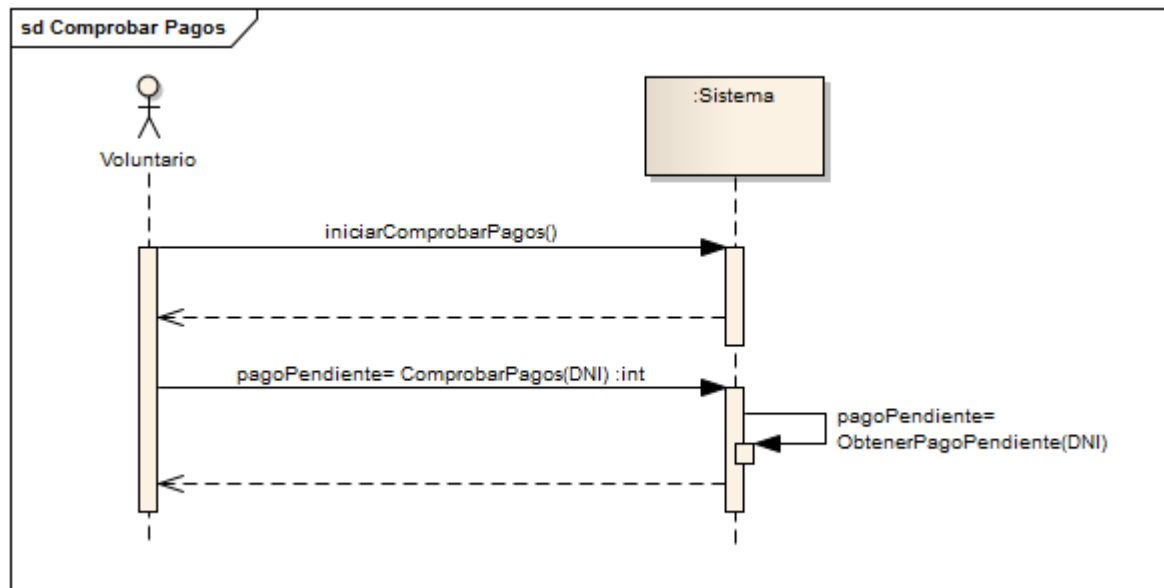 sd Comprobar Pagos
:Sistema
Voluntario
iniciarComprobarPagos()
pagoPendiente= ComprobarPagos(DNI) :int
pagoPendiente=
ObtenerPagoPendiente(DNI)